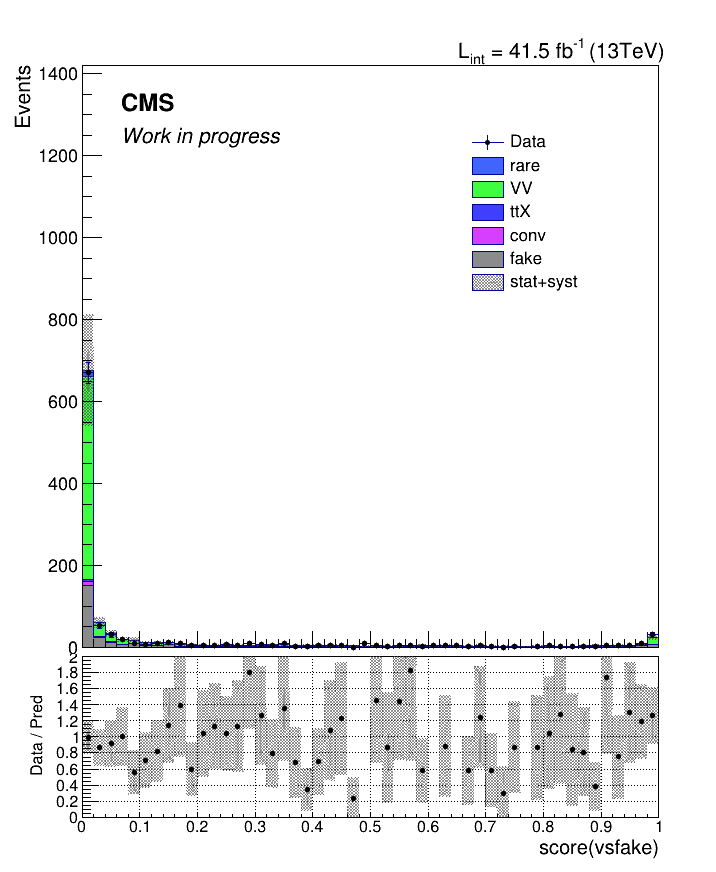 L_int = 41.5 fb^-1 (13TeV)
Events
1400
1200
1000
800
600
400
200
0
CMS
Work in progress
Data
rare
VV
ttX
conv
fake
stat+syst
Data / Pred
2
1.8
1.6
1.4
1.2
1
0.8
0.6
0.4
0.2
0
0 0.1 0.2 0.3 0.4 0.5 0.6 0.7 0.8 0.9 1
score(vsfake)